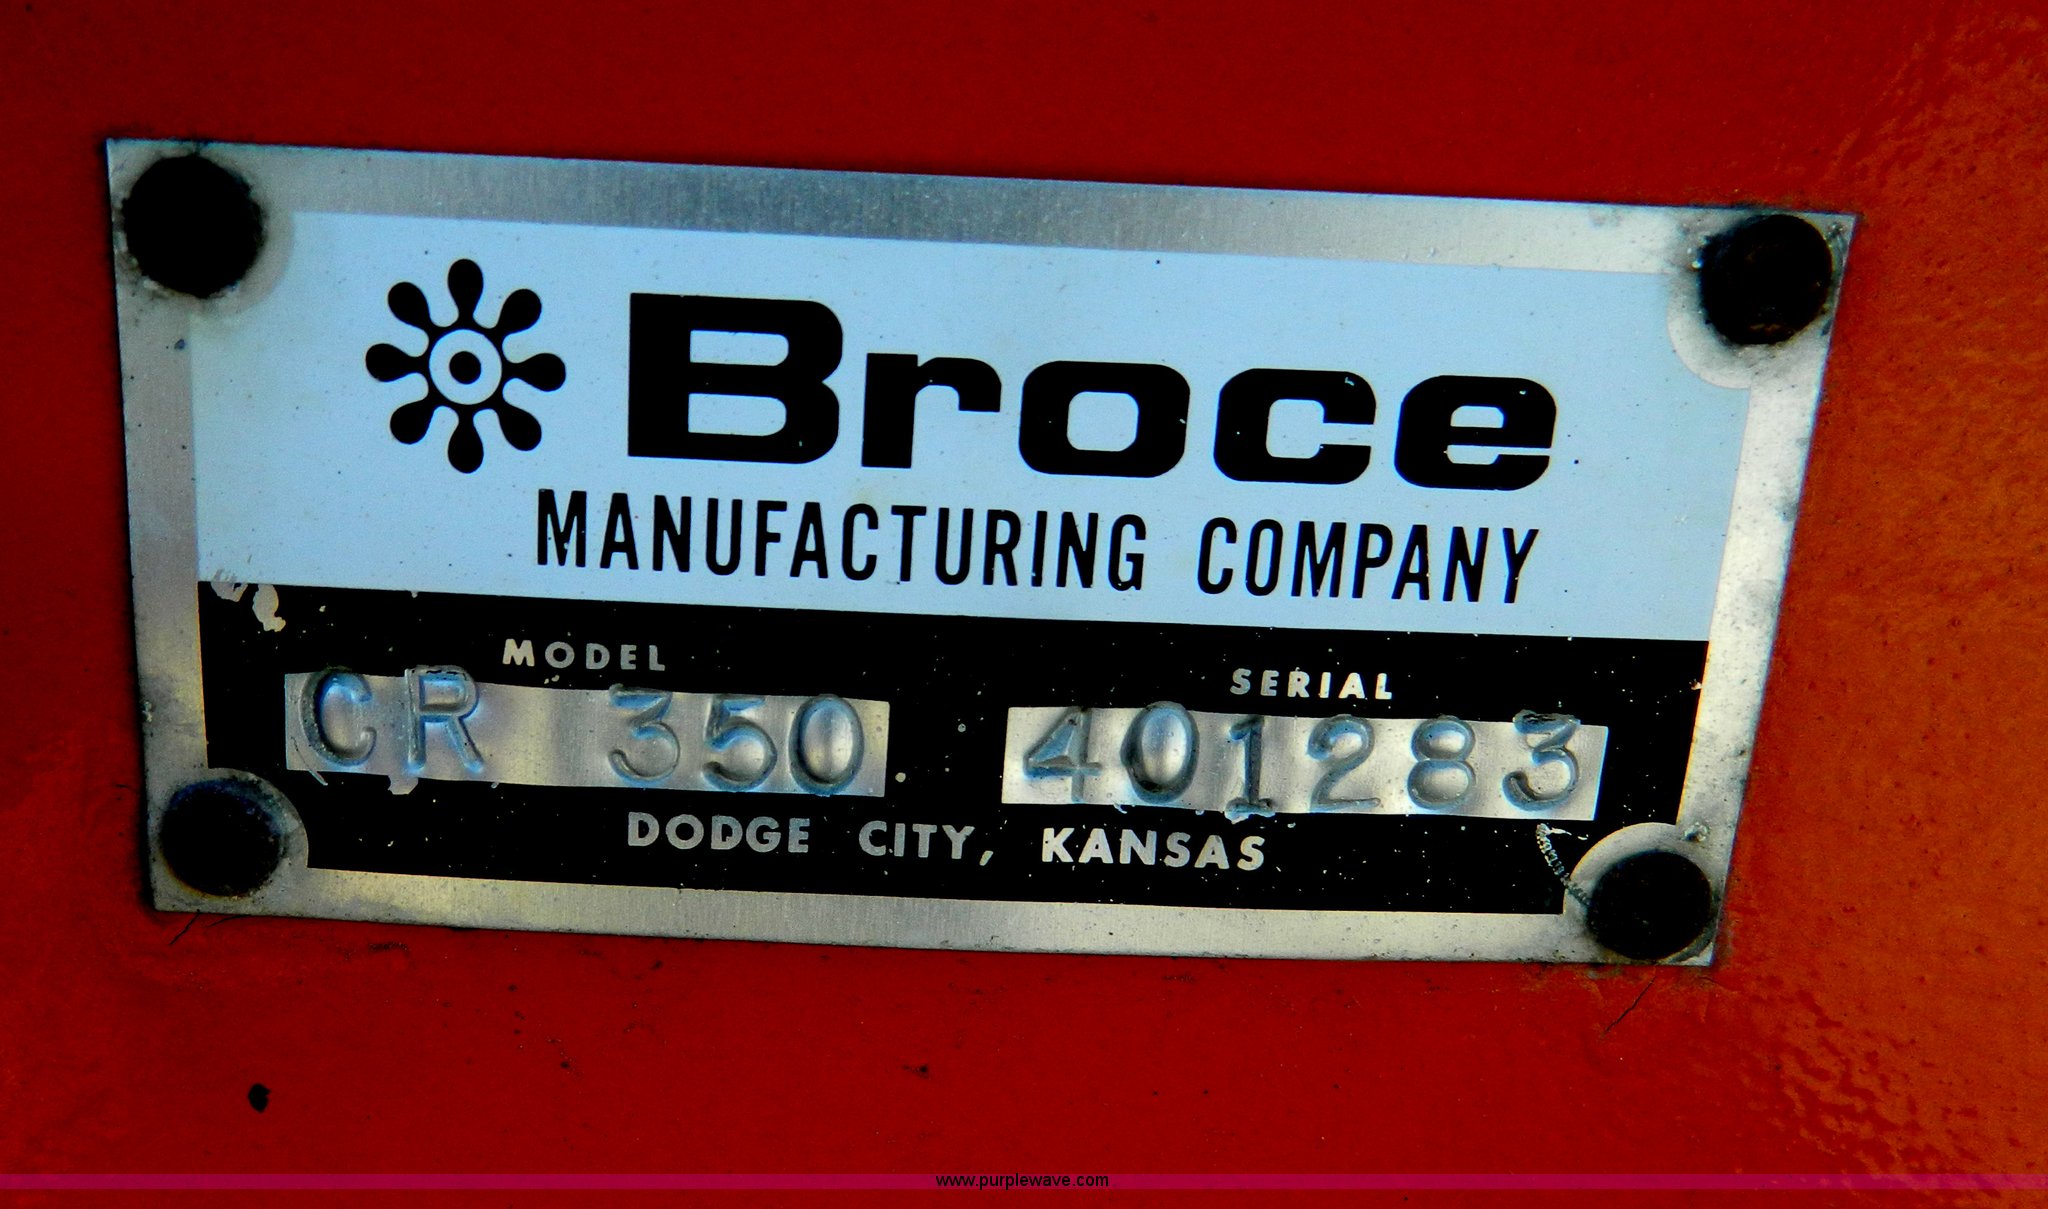 Broce
MANUFACTURING COMPANY
MODEL SERIAL
CR 350 401283
DODGE CITY, KANSAS
www.purplewave.com